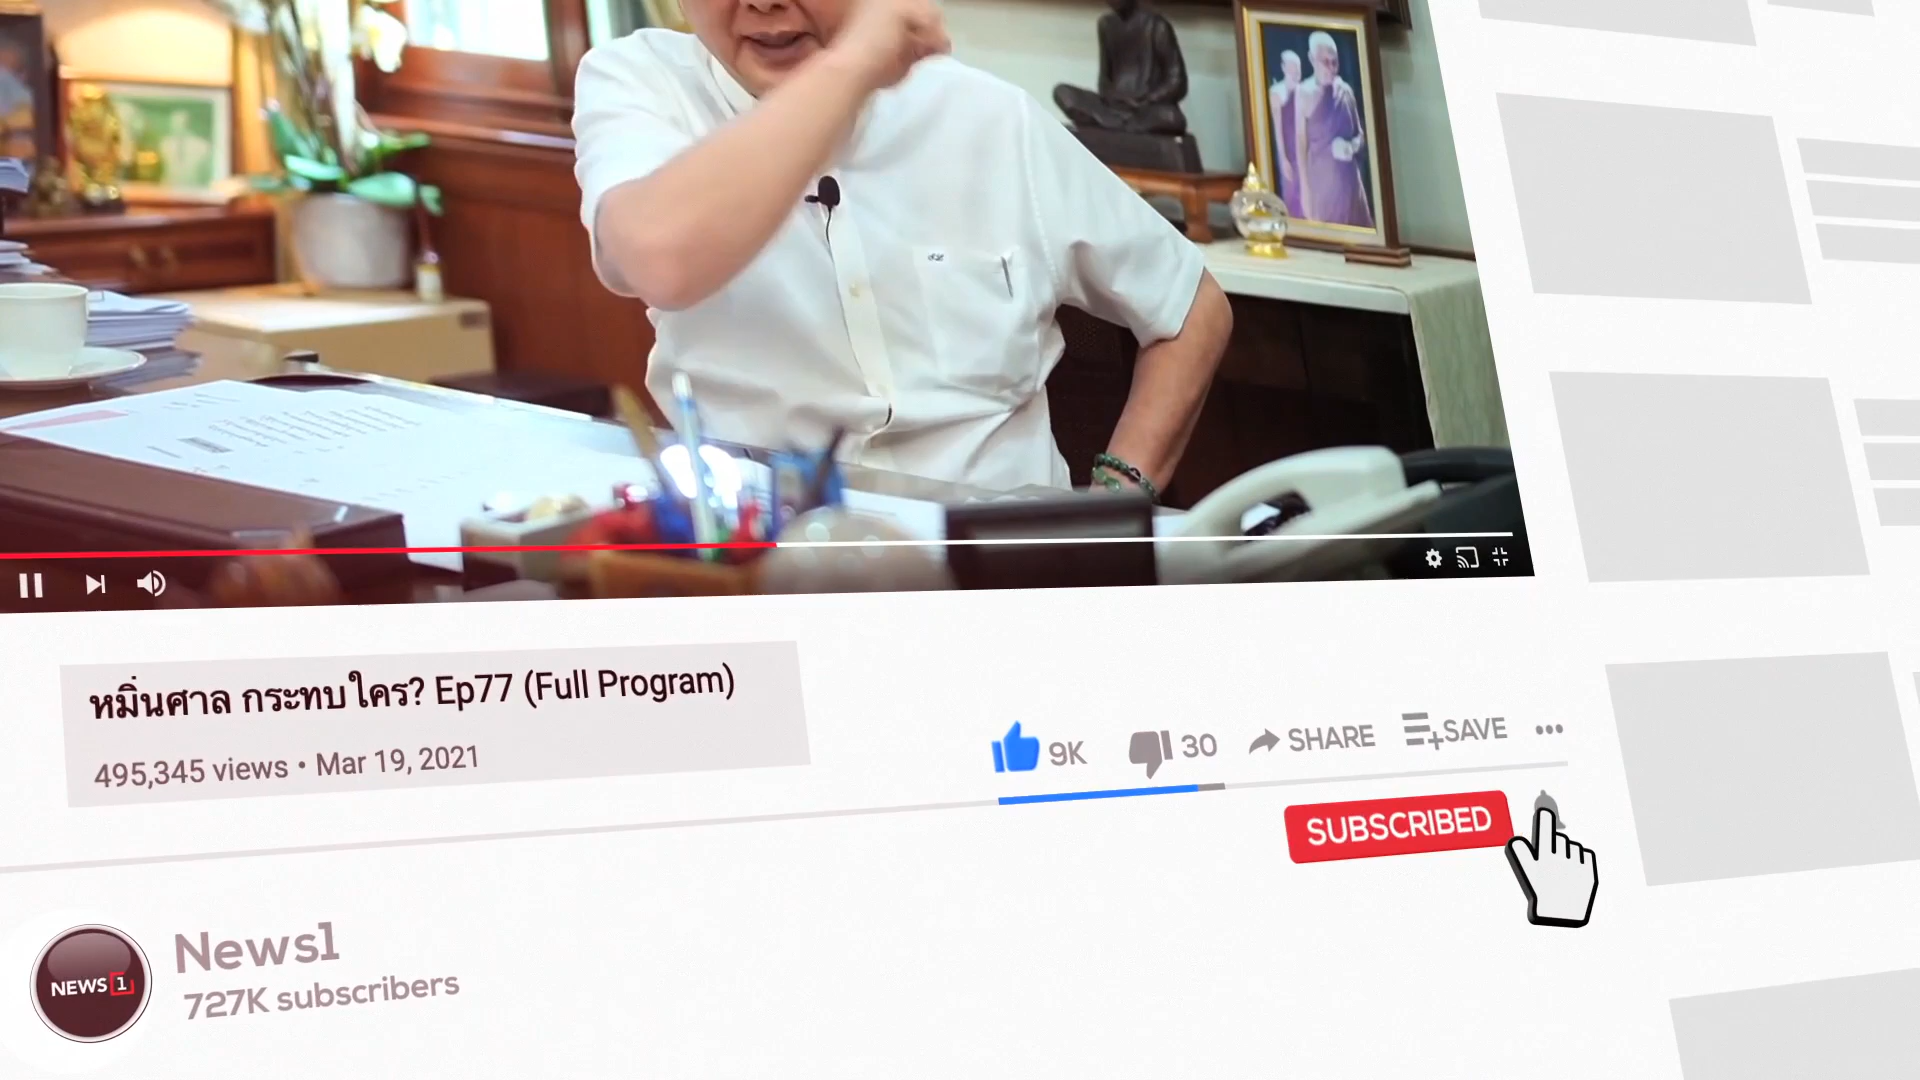 หมิ่นศาล กระทบใคร? Ep77 (Full Program)
495,345 views • Mar 19, 2021
9K
30
SHARE
SAVE
SUBSCRIBED
NEWS 1
News1
727K subscribers